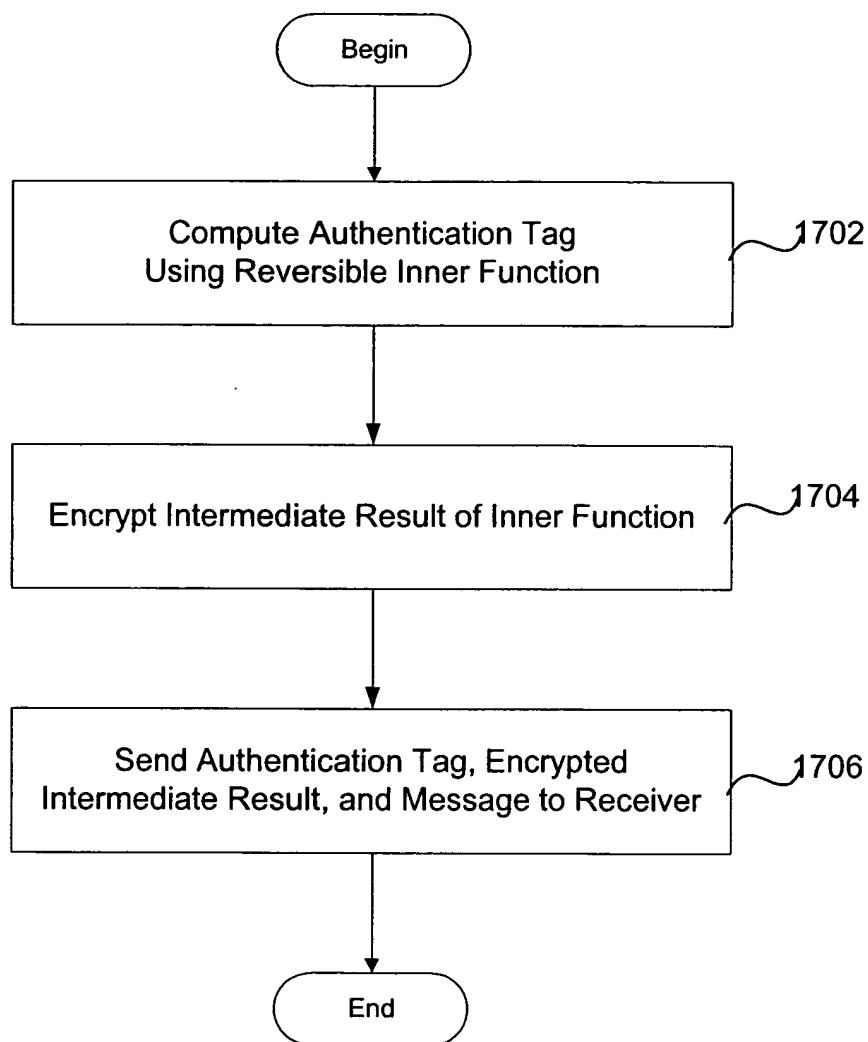 Begin
Compute Authentication Tag
Using Reversible Inner Function
1702
Encrypt Intermediate Result of Inner Function
1704
Send Authentication Tag, Encrypted
Intermediate Result, and Message to Receiver
1706
End